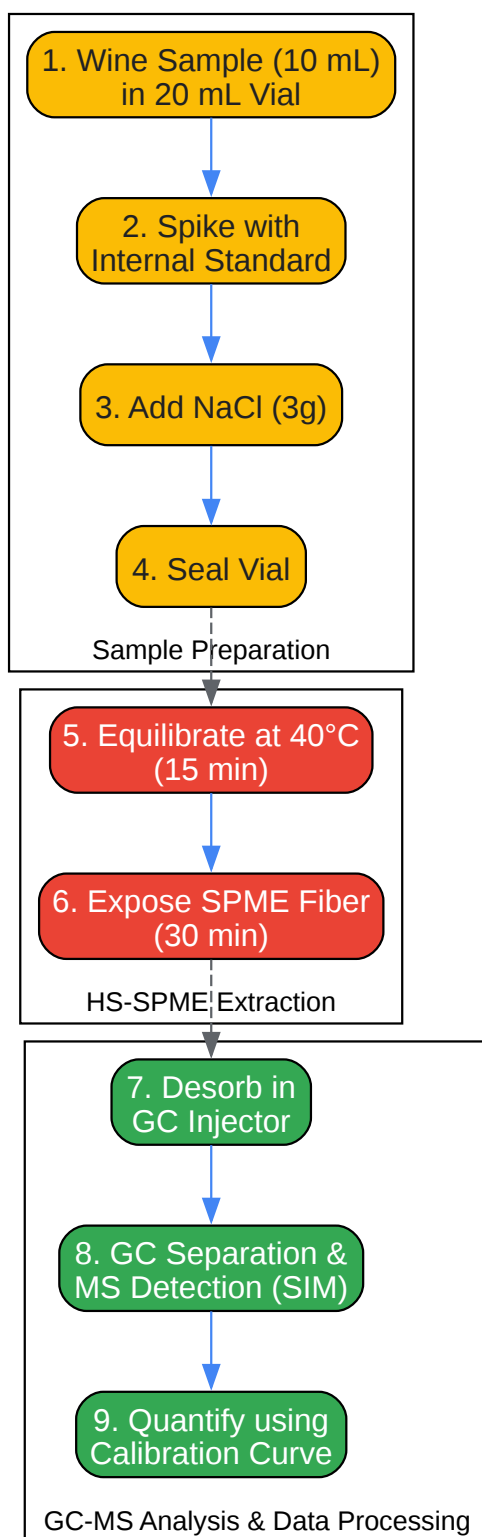 1. Wine Sample (10 mL)
in 20 mL Vial
2. Spike with
Internal Standard
3. Add NaCl (3g)
4. Seal Vial
Sample Preparation
5. Equilibrate at 40°C
(15 min)
6. Expose SPME Fiber
(30 min)
HS-SPME Extraction
7. Desorb in
GC Injector
8. GC Separation &
MS Detection (SIM)
9. Quantify using
Calibration Curve
GC-MS Analysis & Data Processing